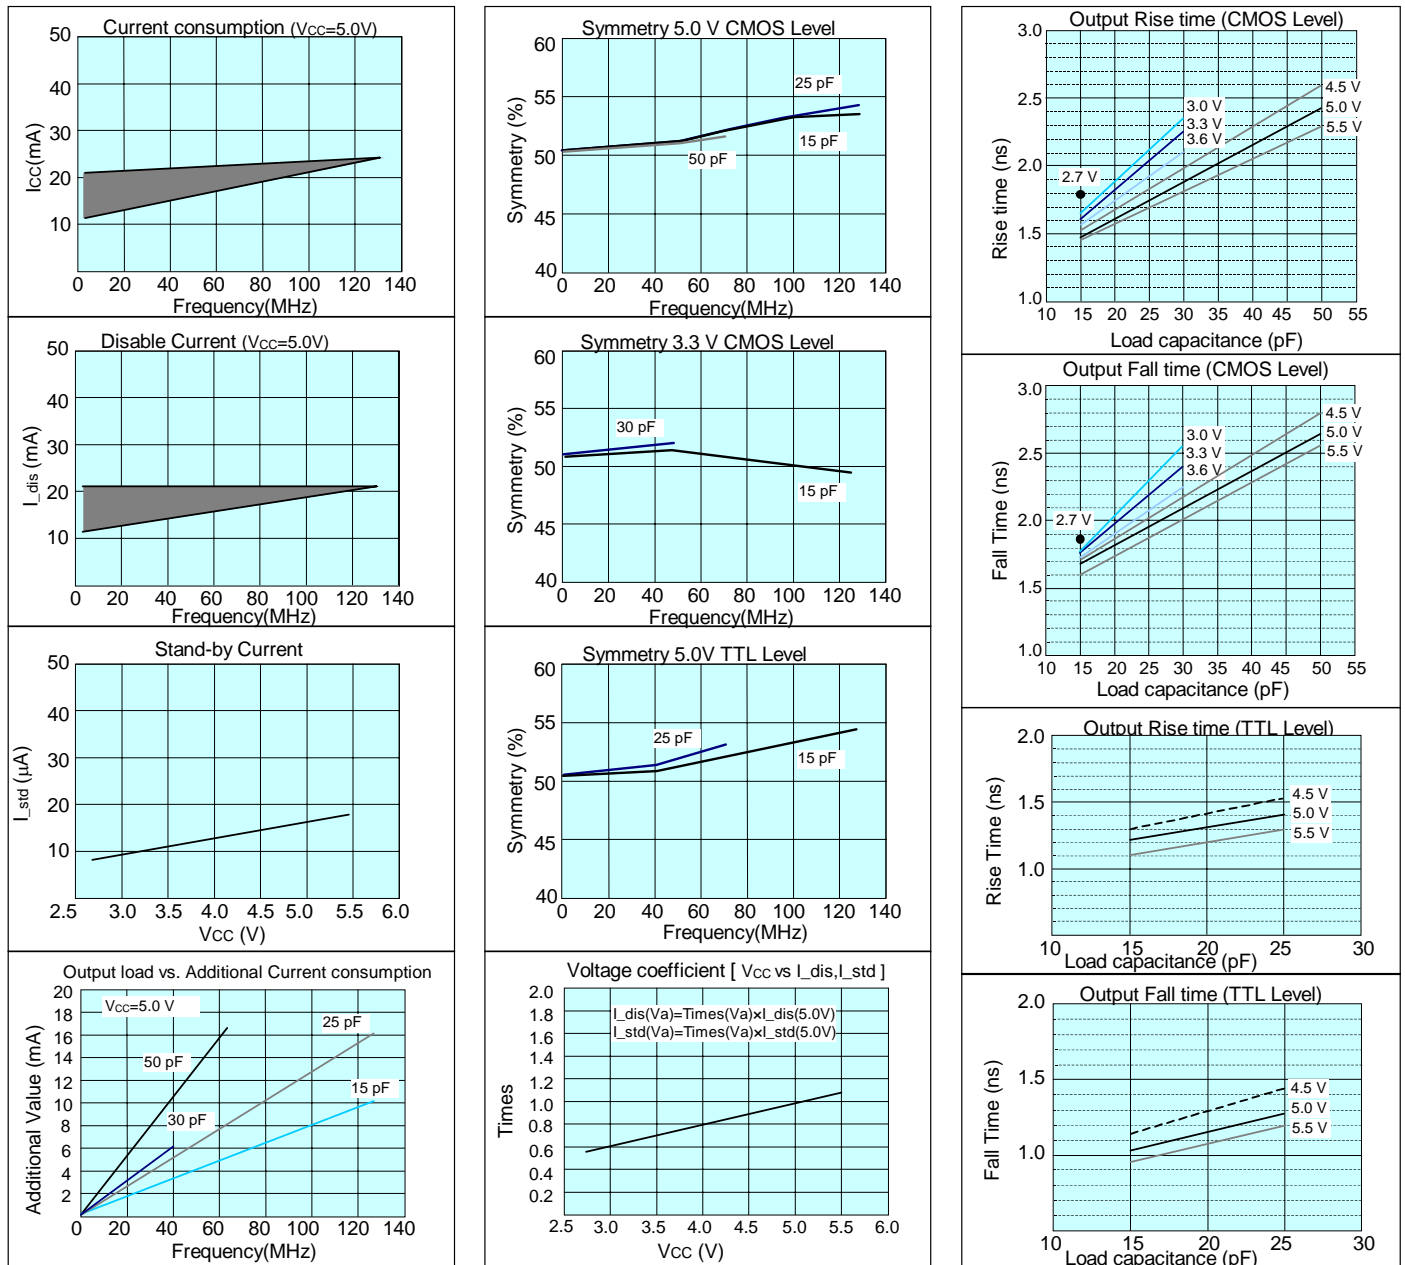 Current consumption (VCC=5.0V)
50
40
30
20
10
ICC(mA)
0 20 40 60 80 100 120 140
Frequency(MHz)
Disable Current (VCC=5.0V)
50
40
30
20
10
I_dis (mA)
0 20 40 60 80 100 120 140
Frequency(MHz)
Stand-by Current
50
40
30
20
10
I_std (µA)
2.5 3.0 3.5 4.0 4.5 5.0 5.5 6.0
VCC (V)
Output load vs. Additional Current consumption
20
18
16
14
12
10
8
6
4
2
Additional Value (mA)
VCC=5.0 V
25 pF
50 pF
15 pF
30 pF
0 20 40 60 80 100 120 140
Frequency(MHz)
Symmetry 5.0 V CMOS Level
60
55
50
45
40
Symmetry (%)
25 pF
15 pF
50 pF
0 20 40 60 80 100 120 140
Symmetry 3.3 V CMOS Level
60
55
50
45
40
Symmetry (%)
30 pF
15 pF
0 20 40 60 80 100 120 140
Symmetry 5.0V TTL Level
60
55
50
45
40
Symmetry (%)
25 pF
15 pF
0 20 40 60 80 100 120 140
Frequency(MHz)
Voltage coefficient [ VCC vs I_dis,I_std ]
2.0
1.8
1.6
1.4
1.2
1.0
0.8
0.6
0.4
0.2
Times
I_dis(Va)=Times(Va)×I_dis(5.0V)
I_std(Va)=Times(Va)×I_std(5.0V)
2.5 3.0 3.5 4.0 4.5 5.0 5.5 6.0
VCC (V)
Output Rise time (CMOS Level)
3.0
2.5
2.0
1.5
1.0
Rise time (ns)
4.5 V
5.0 V
5.5 V
3.0 V
3.3 V
3.6 V
2.7 V
10 15 20 25 30 35 40 45 50 55
Load capacitance (pF)
Output Fall time (CMOS Level)
3.0
2.5
2.0
1.5
1.0
Fall Time (ns)
4.5 V
5.0 V
5.5 V
3.0 V
3.3 V
3.6 V
2.7 V
10 15 20 25 30 35 40 45 50 55
Load capacitance (pF)
Output Rise time (TTL Level)
2.0
1.5
1.0
Rise Time (ns)
4.5 V
5.0 V
5.5 V
10 15 20 25 30
Load capacitance (pF)
Output Fall time (TTL Level)
2.0
1.5
1.0
Fall Time (ns)
4.5 V
5.0 V
5.5 V
10 15 20 25 30
Load capacitance (pF)